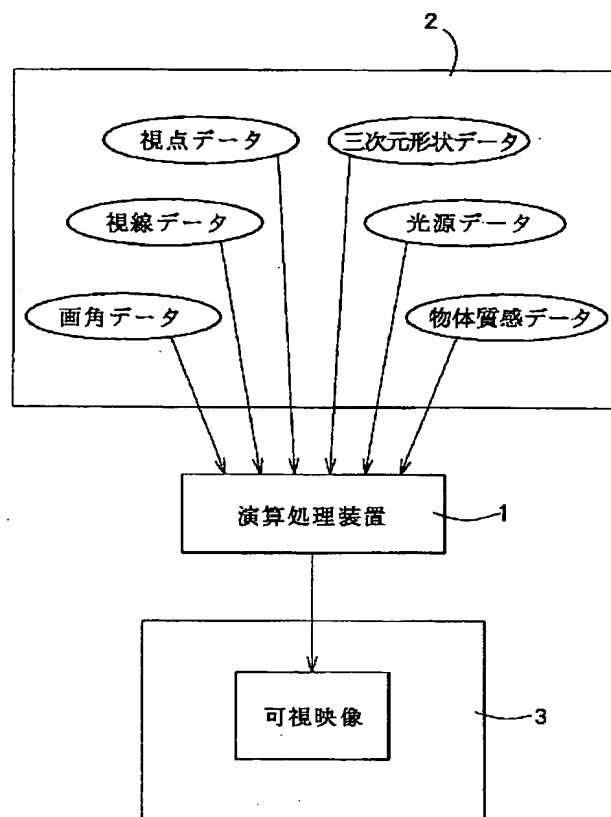 2
視点データ
三次元形状データ
視線データ
光源データ
画角データ
物体質感データ
演算処理装置
1
可視映像
3